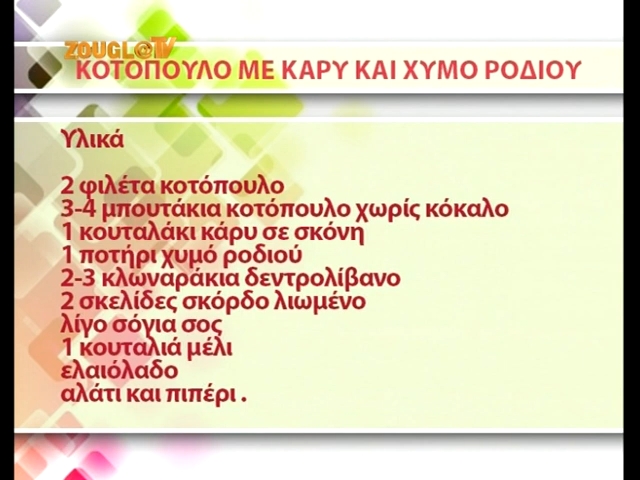 ZOUGL@TV
ΚΟΤΟΠΟΥΛΟ ΜΕ ΚΑΡΥ ΚΑΙ ΧΥΜΟ ΡΟΔΙΟΥ
Υλικά
2 φιλέτα κοτόπουλο
3-4 μπουτάκια κοτόπουλο χωρίς κόκαλο
1 κουταλάκι κάρυ σε σκόνη
1 ποτήρι χυμό ροδιού
2-3 κλωναράκια δεντρολίβανο
2 σκελίδες σκόρδο λιωμένο
λίγο σόγια σος
1 κουταλιά μέλι
ελαιόλαδο
αλάτι και πιπέρι .